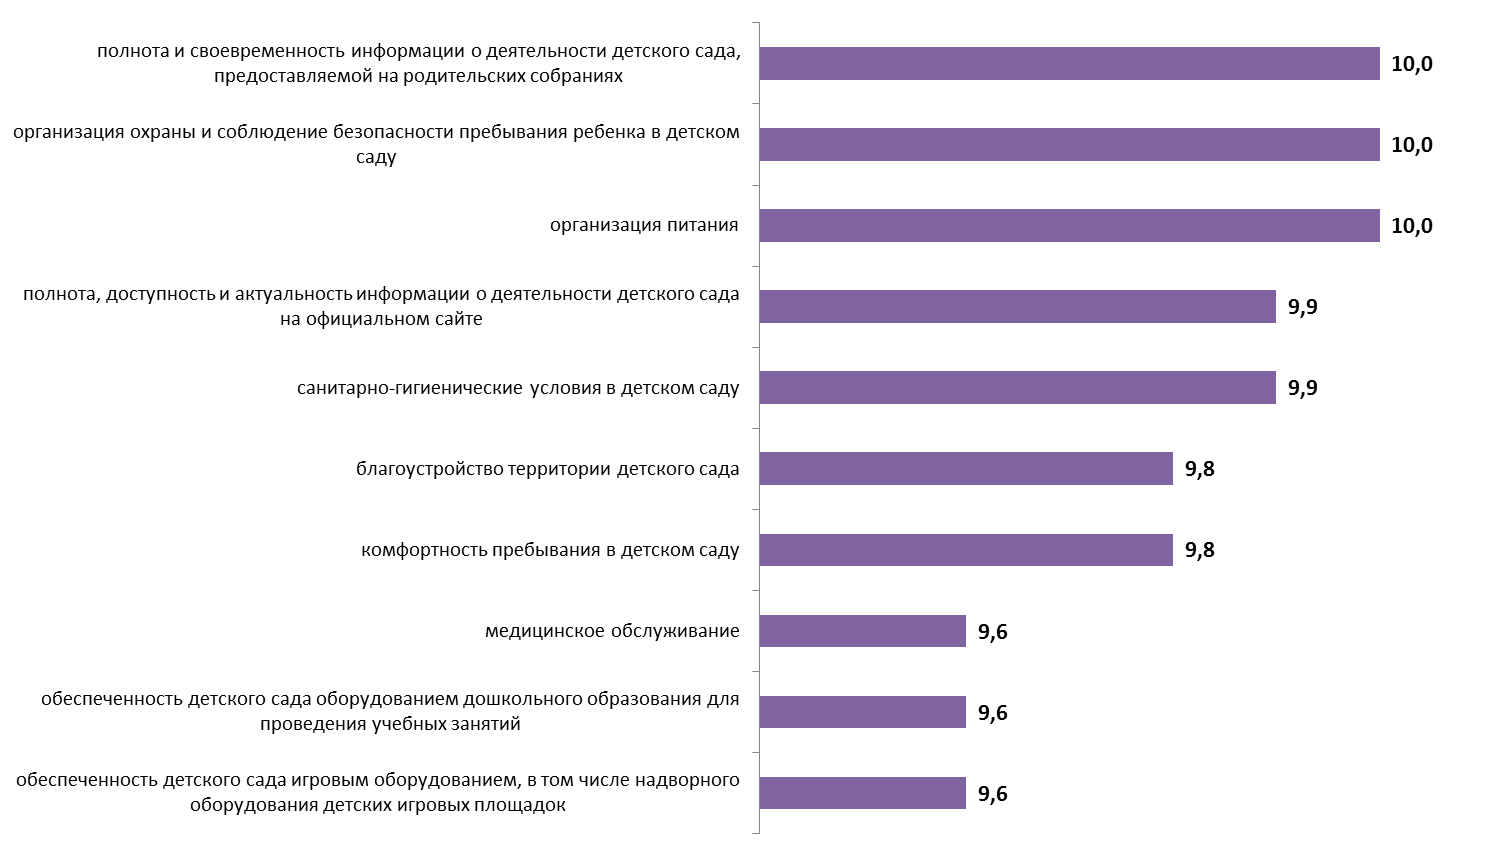 полнота и своевременность информации о деятельности детского сада,
предоставляемой на родительских собраниях
10,0
организация охраны и соблюдение безопасности пребывания ребенка в детском
саду
10,0
организация питания
10,0
полнота, доступность и актуальность информации о деятельности детского сада
на официальном сайте
9,9
санитарно-гигиенические условия в детском саду
9,9
благоустройство территории детского сада
9,8
комфортность пребывания в детском саду
9,8
медицинское обслуживание
9,6
обеспеченность детского сада оборудованием дошкольного образования для
проведения учебных занятий
9,6
обеспеченность детского сада игровым оборудованием, в том числе надворного
оборудования детских игровых площадок
9,6